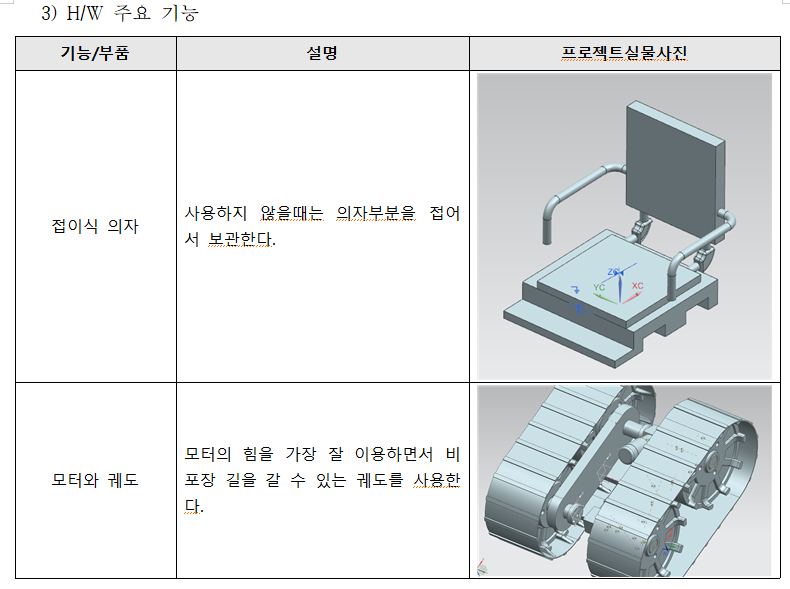 3) H/W 주요 기능
기능/부품 설명 프로젝트실물사진
접이식 의자
사용하지 않을때는 의자부분을 접어
서 보관한다.
ZC
YC
XC
모터와 궤도
모터의 힘을 가장 잘 이용하면서 비
포장 길을 갈 수 있는 궤도를 사용한
다.